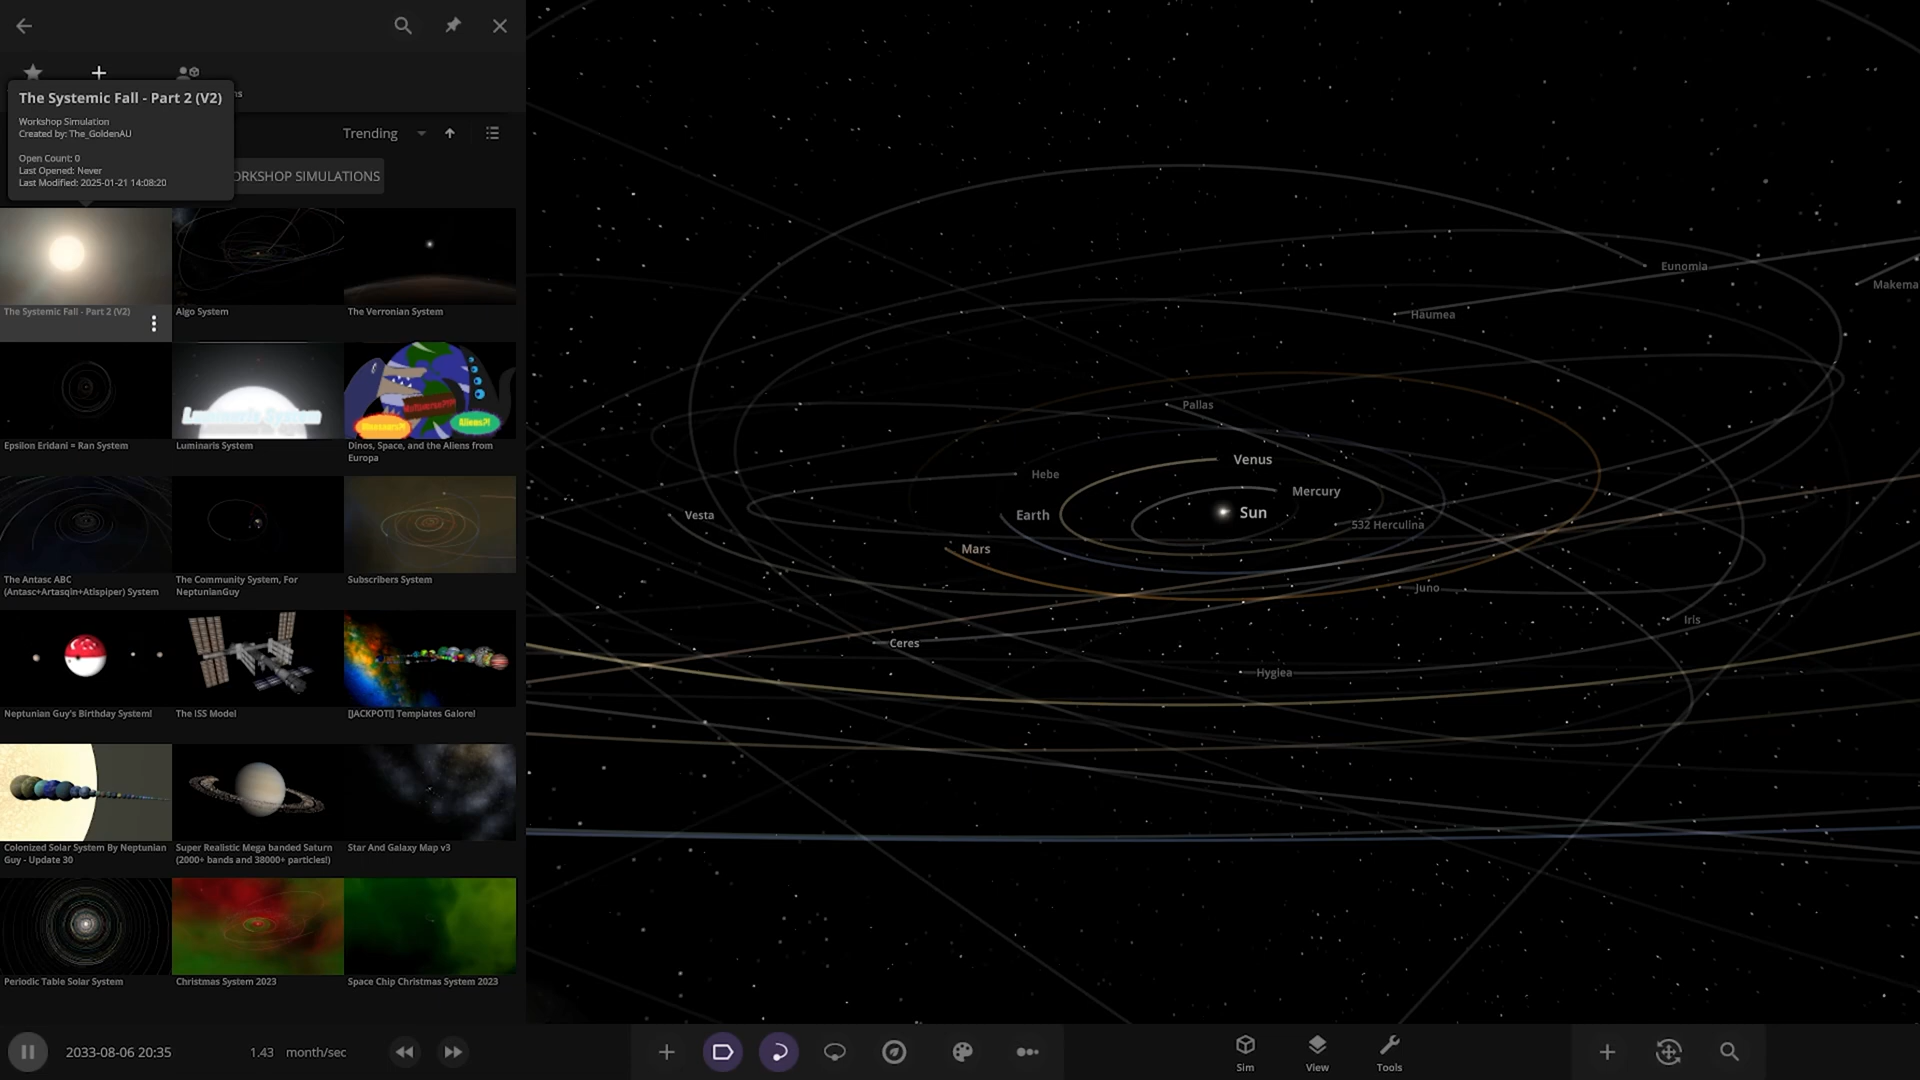 The Systemic Fall - Part 2 (V2)
Workshop Simulation
Created by: The_GoldenAU
Open Count: 0
Last Opened: Never
Last Modified: 2025-01-21 14:08:20
ns
Trending
ORKSHOP SIMULATIONS
The Systemic Fall - Part 2 (V2)
Algo System
The Verronian System
Epsilon Eridani = Ran System
Luminaris System
Luminaris System
Dinos, Space, and the Aliens from
Europa
Aliens?!
The Antasc ABC
(Antasc+Artasqin+Atispiper) System
The Community System, For
NeptunianGuy
Subscribers System
Neptunian Guy's Birthday System!
The ISS Model
[JACKPOT!] Templates Galore!
Colonized Solar System By Neptunian
Guy - Update 30
Super Realistic Mega banded Saturn
(2000+ bands and 38000+ particles!)
Star And Galaxy Map v3
Periodic Table Solar System
Christmas System 2023
Space Chip Christmas System 2023
Eunomia
Makema
Haumea
Pallas
Venus
Hebe
Mercury
Sun
Earth
Vesta
532 Herculina
Mars
Juno
Iris
Ceres
Hygiea
2033-08-06 20:35
1.43 month/sec
Sim
View
Tools